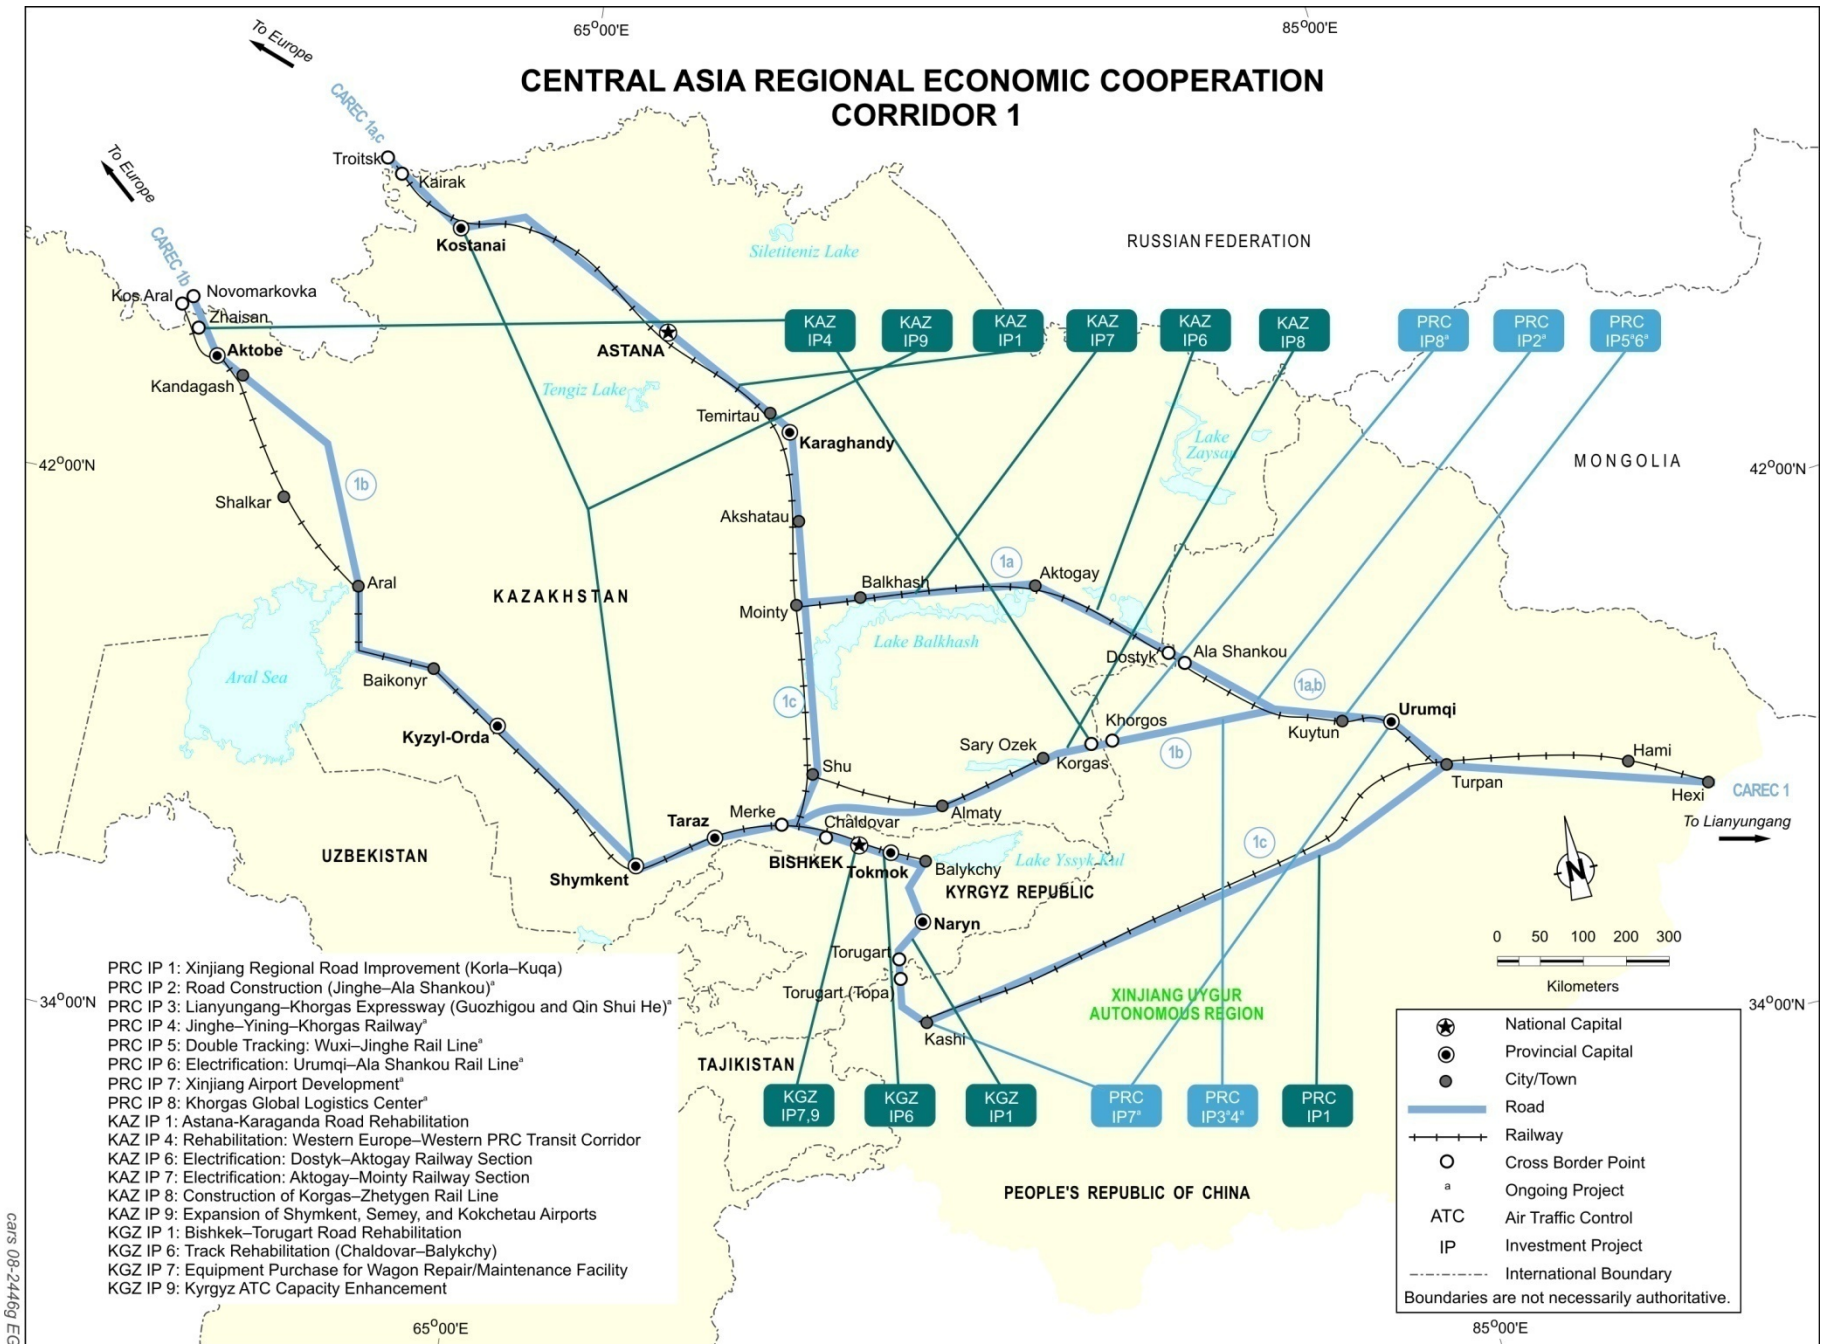 65°00'E
85°00'E
To Europe
CENTRAL ASIA REGIONAL ECONOMIC COOPERATION
CORRIDOR 1
CAREC 1a,c
To Europe
Troitsk
Kairak
Kostanai
CAREC 1b
Siletiteniz Lake
RUSSIAN FEDERATION
Kos Aral
Novomarkovka
Zhaisan
Aktobe
Kandagash
ASTANA
KAZ
IP4
KAZ
IP9
KAZ
IP1
KAZ
IP7
KAZ
IP6
KAZ
IP8
PRC
IP8ª
PRC
IP2ª
PRC
IP5ª6ª
Tengiz Lake
Temirtau
Karaghandy
Lake
Zaysan
MONGOLIA
42°00'N
42°00'N
1b
Shalkar
Akshatau
1a
Aral
Balkhash
Aktogay
KAZAKHSTAN
Mointy
Lake Balkhash
Dostyk
Ala Shankou
Aral Sea
Baikonyr
1a,b
1c
Urumqi
Kyzyl-Orda
Khorgos
Kuytun
Sary Ozek
Korgas
1b
Hami
Shu
Turpan
Hexi
CAREC 1
Merke
Almaty
Taraz
Chaldovar
To Lianyungang
UZBEKISTAN
BISHKEK
Lake Yssyk Kul
1c
Shymkent
Tokmok
Balykchy
N
KYRGYZ REPUBLIC
Naryn
0 50 100 200 300
Kilometers
Torugart
Torugart (Topa)
XINJIANG UYGUR
AUTONOMOUS REGION
34°00'N
34°00'N
Kashi
TAJIKISTAN
KGZ
IP7,9
KGZ
IP6
KGZ
IP1
PRC
IP7ª
PRC
IP3ª4ª
PRC
IP1
PEOPLE'S REPUBLIC OF CHINA
PRC IP 1: Xinjiang Regional Road Improvement (Korla–Kuqa)
PRC IP 2: Road Construction (Jinghe–Ala Shankou)ª
PRC IP 3: Lianyungang–Khorgas Expressway (Guozhigou and Qin Shui He)ª
PRC IP 4: Jinghe–Yining–Khorgas Railwayª
PRC IP 5: Double Tracking: Wuxi–Jinghe Rail Lineª
PRC IP 6: Electrification: Urumqi–Ala Shankou Rail Lineª
PRC IP 7: Xinjiang Airport Developmentª
PRC IP 8: Khorgas Global Logistics Centerª
KAZ IP 1: Astana-Karaganda Road Rehabilitation
KAZ IP 4: Rehabilitation: Western Europe–Western PRC Transit Corridor
KAZ IP 6: Electrification: Dostyk–Aktogay Railway Section
KAZ IP 7: Electrification: Aktogay–Mointy Railway Section
KAZ IP 8: Construction of Korgas–Zhetygen Rail Line
KAZ IP 9: Expansion of Shymkent, Semey, and Kokchetau Airports
KGZ IP 1: Bishkek–Torugart Road Rehabilitation
KGZ IP 6: Track Rehabilitation (Chaldovar–Balykchy)
KGZ IP 7: Equipment Purchase for Wagon Repair/Maintenance Facility
KGZ IP 9: Kyrgyz ATC Capacity Enhancement
National Capital
Provincial Capital
City/Town
Road
Railway
Cross Border Point
ª Ongoing Project
ATC Air Traffic Control
IP Investment Project
International Boundary
Boundaries are not necessarily authoritative.
65°00'E
85°00'E
cars 08-2446g EG